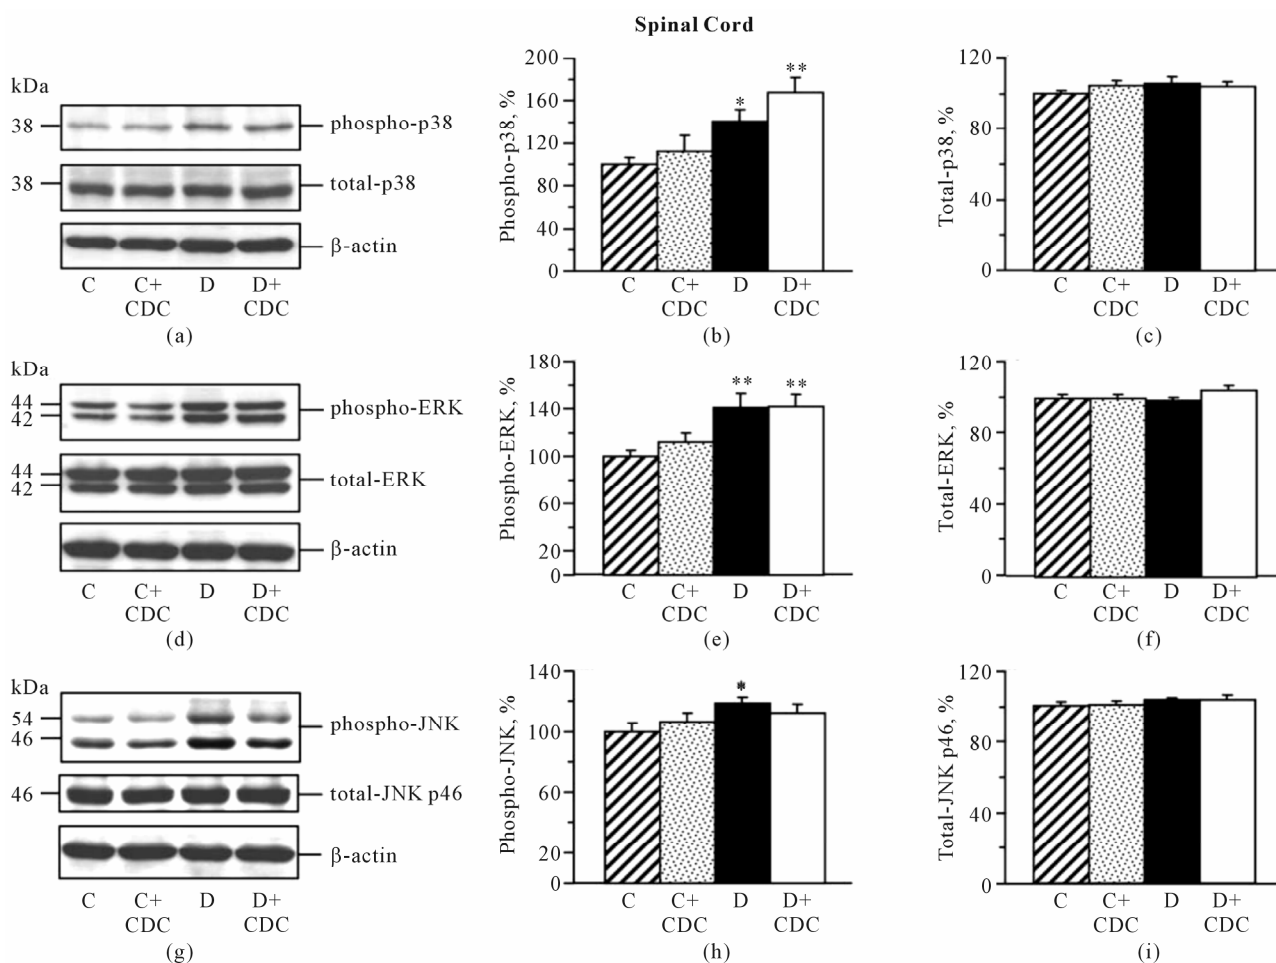 Spinal Cord
kDa
38
phospho-p38
38
total-p38
β-actin
C
C+
CDC
D
D+
CDC
(a)
Phospho-p38, %
200
160
120
80
40
0
*
**
C
C+
CDC
D
D+
CDC
(b)
Total-p38, %
120
80
40
0
C
C+
CDC
D
D+
CDC
(c)
kDa
44
42
phospho-ERK
44
42
total-ERK
β-actin
C
C+
CDC
D
D+
CDC
(d)
Phospho-ERK, %
180
140
100
60
20
0
**
**
C
C+
CDC
D
D+
CDC
(e)
Total-ERK, %
120
80
40
0
C
C+
CDC
D
D+
CDC
(f)
kDa
54
46
phospho-JNK
46
total-JNK p46
β-actin
C
C+
CDC
D
D+
CDC
(g)
Phospho-JNK, %
140
100
60
20
0
*
C
C+
CDC
D
D+
CDC
(h)
Total-JNK p46, %
120
80
40
0
C
C+
CDC
D
D+
CDC
(i)